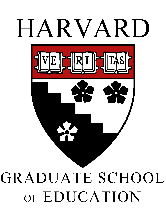 HARVARD
VE RI TAS
GRADUATE SCHOOL
OF EDUCATION